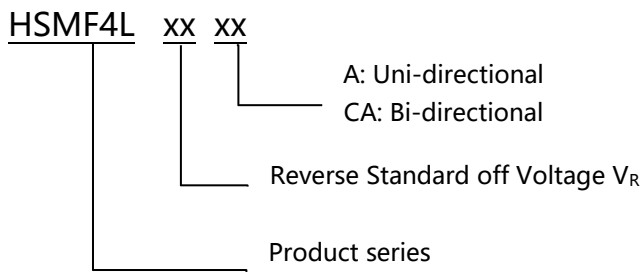 HSMF4L xx xx
A: Uni-directional
CA: Bi-directional
Reverse Standard off Voltage VR
Product series